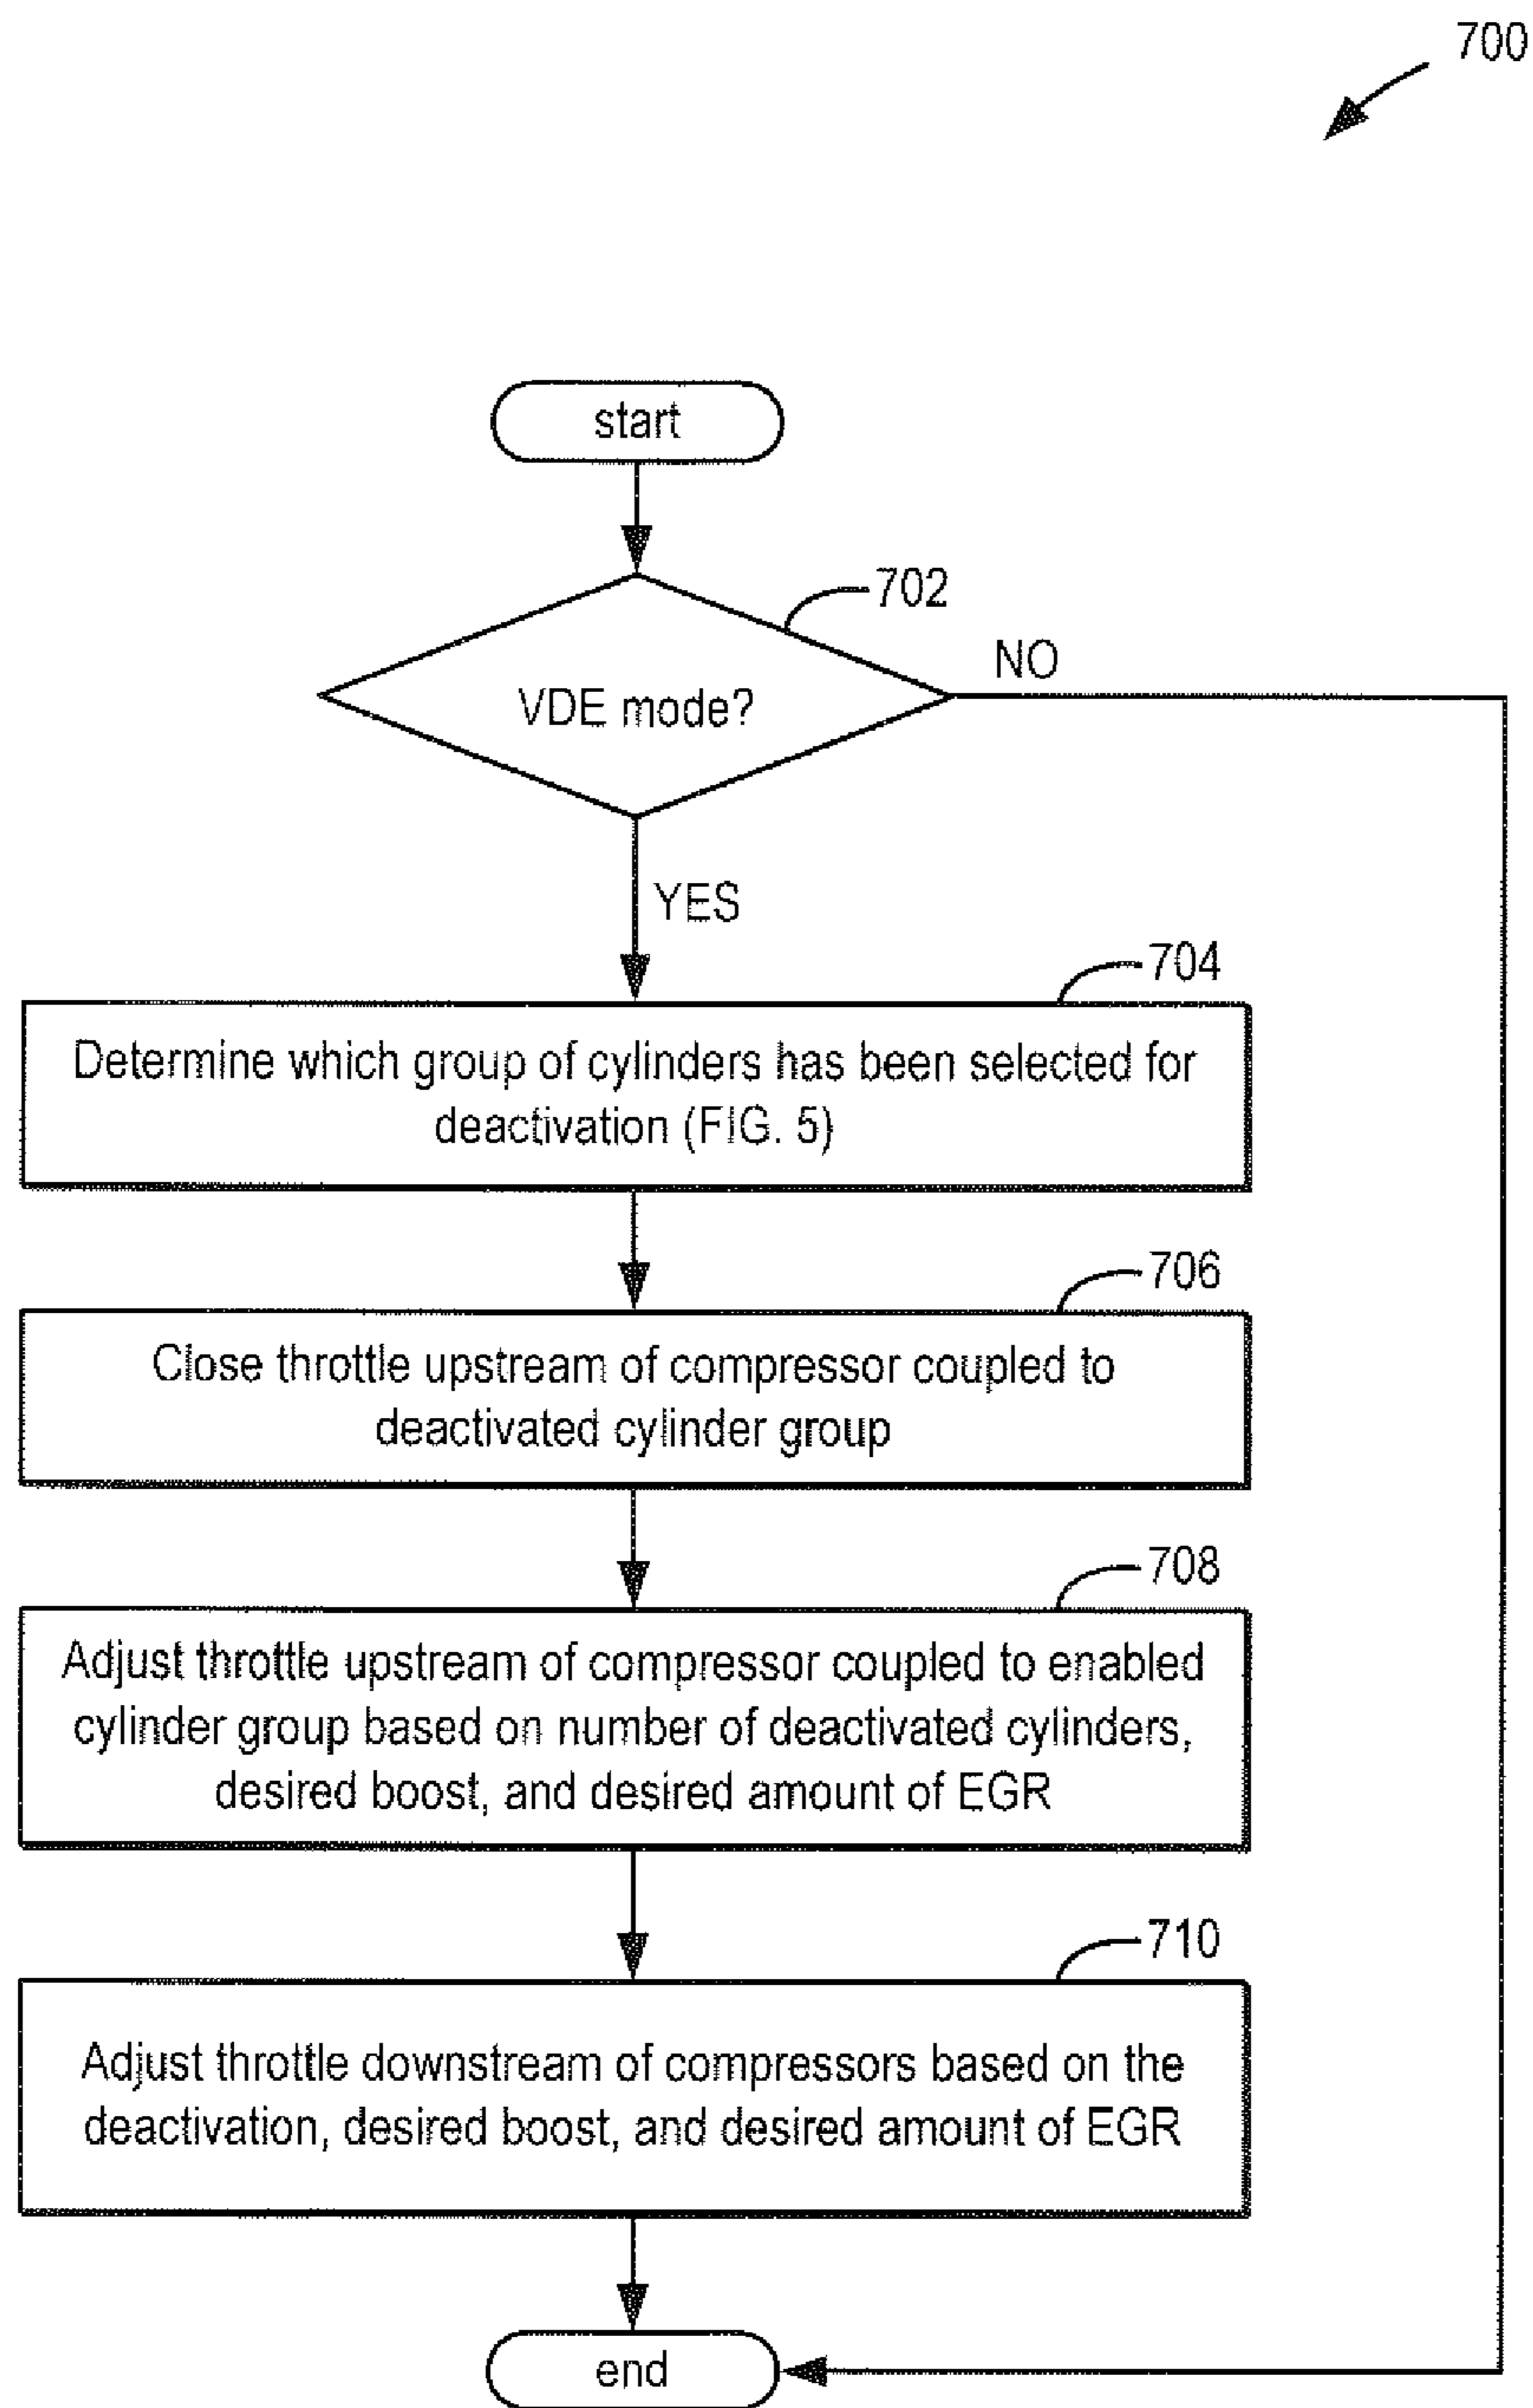 700
start
702
NO
VDE mode?
YES
704
Determine which group of cylinders has been selected for
deactivation (FIG. 5)
706
Close throttle upstream of compressor coupled to
deactivated cylinder group
708
Adjust throttle upstream of compressor coupled to enabled
cylinder group based on number of deactivated cylinders,
desired boost, and desired amount of EGR
710
Adjust throttle downstream of compressors based on the
deactivation, desired boost, and desired amount of EGR
end